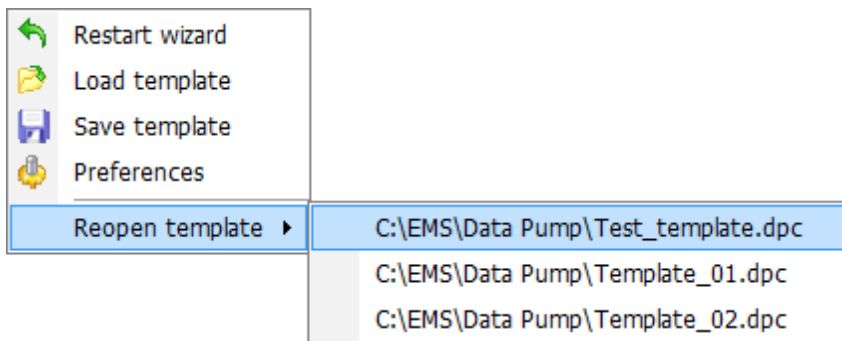 Restart wizard
Load template
Save template
Preferences
Reopen template
C:\EMS\Data Pump\Test_template.dpc
C:\EMS\Data Pump\Template_01.dpc
C:\EMS\Data Pump\Template_02.dpc